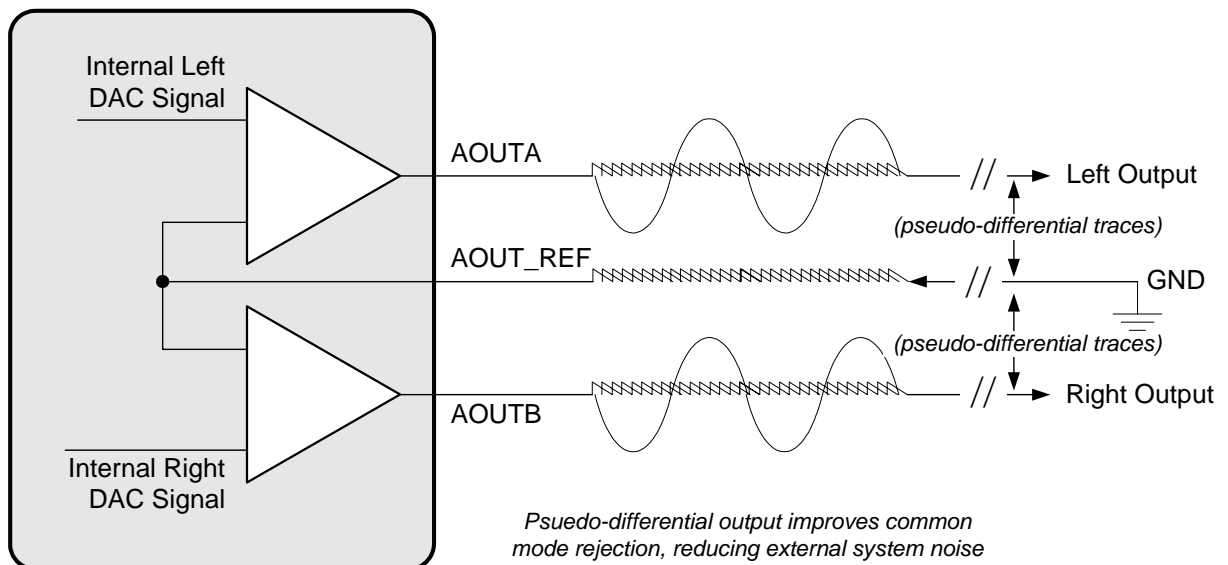 Internal Left
DAC Signal
AOUTA
Left Output
(pseudo-differential traces)
AOUT_REF
GND
(pseudo-differential traces)
AOUTB
Right Output
Internal Right
DAC Signal
Psuedo-differential output improves common
mode rejection, reducing external system noise